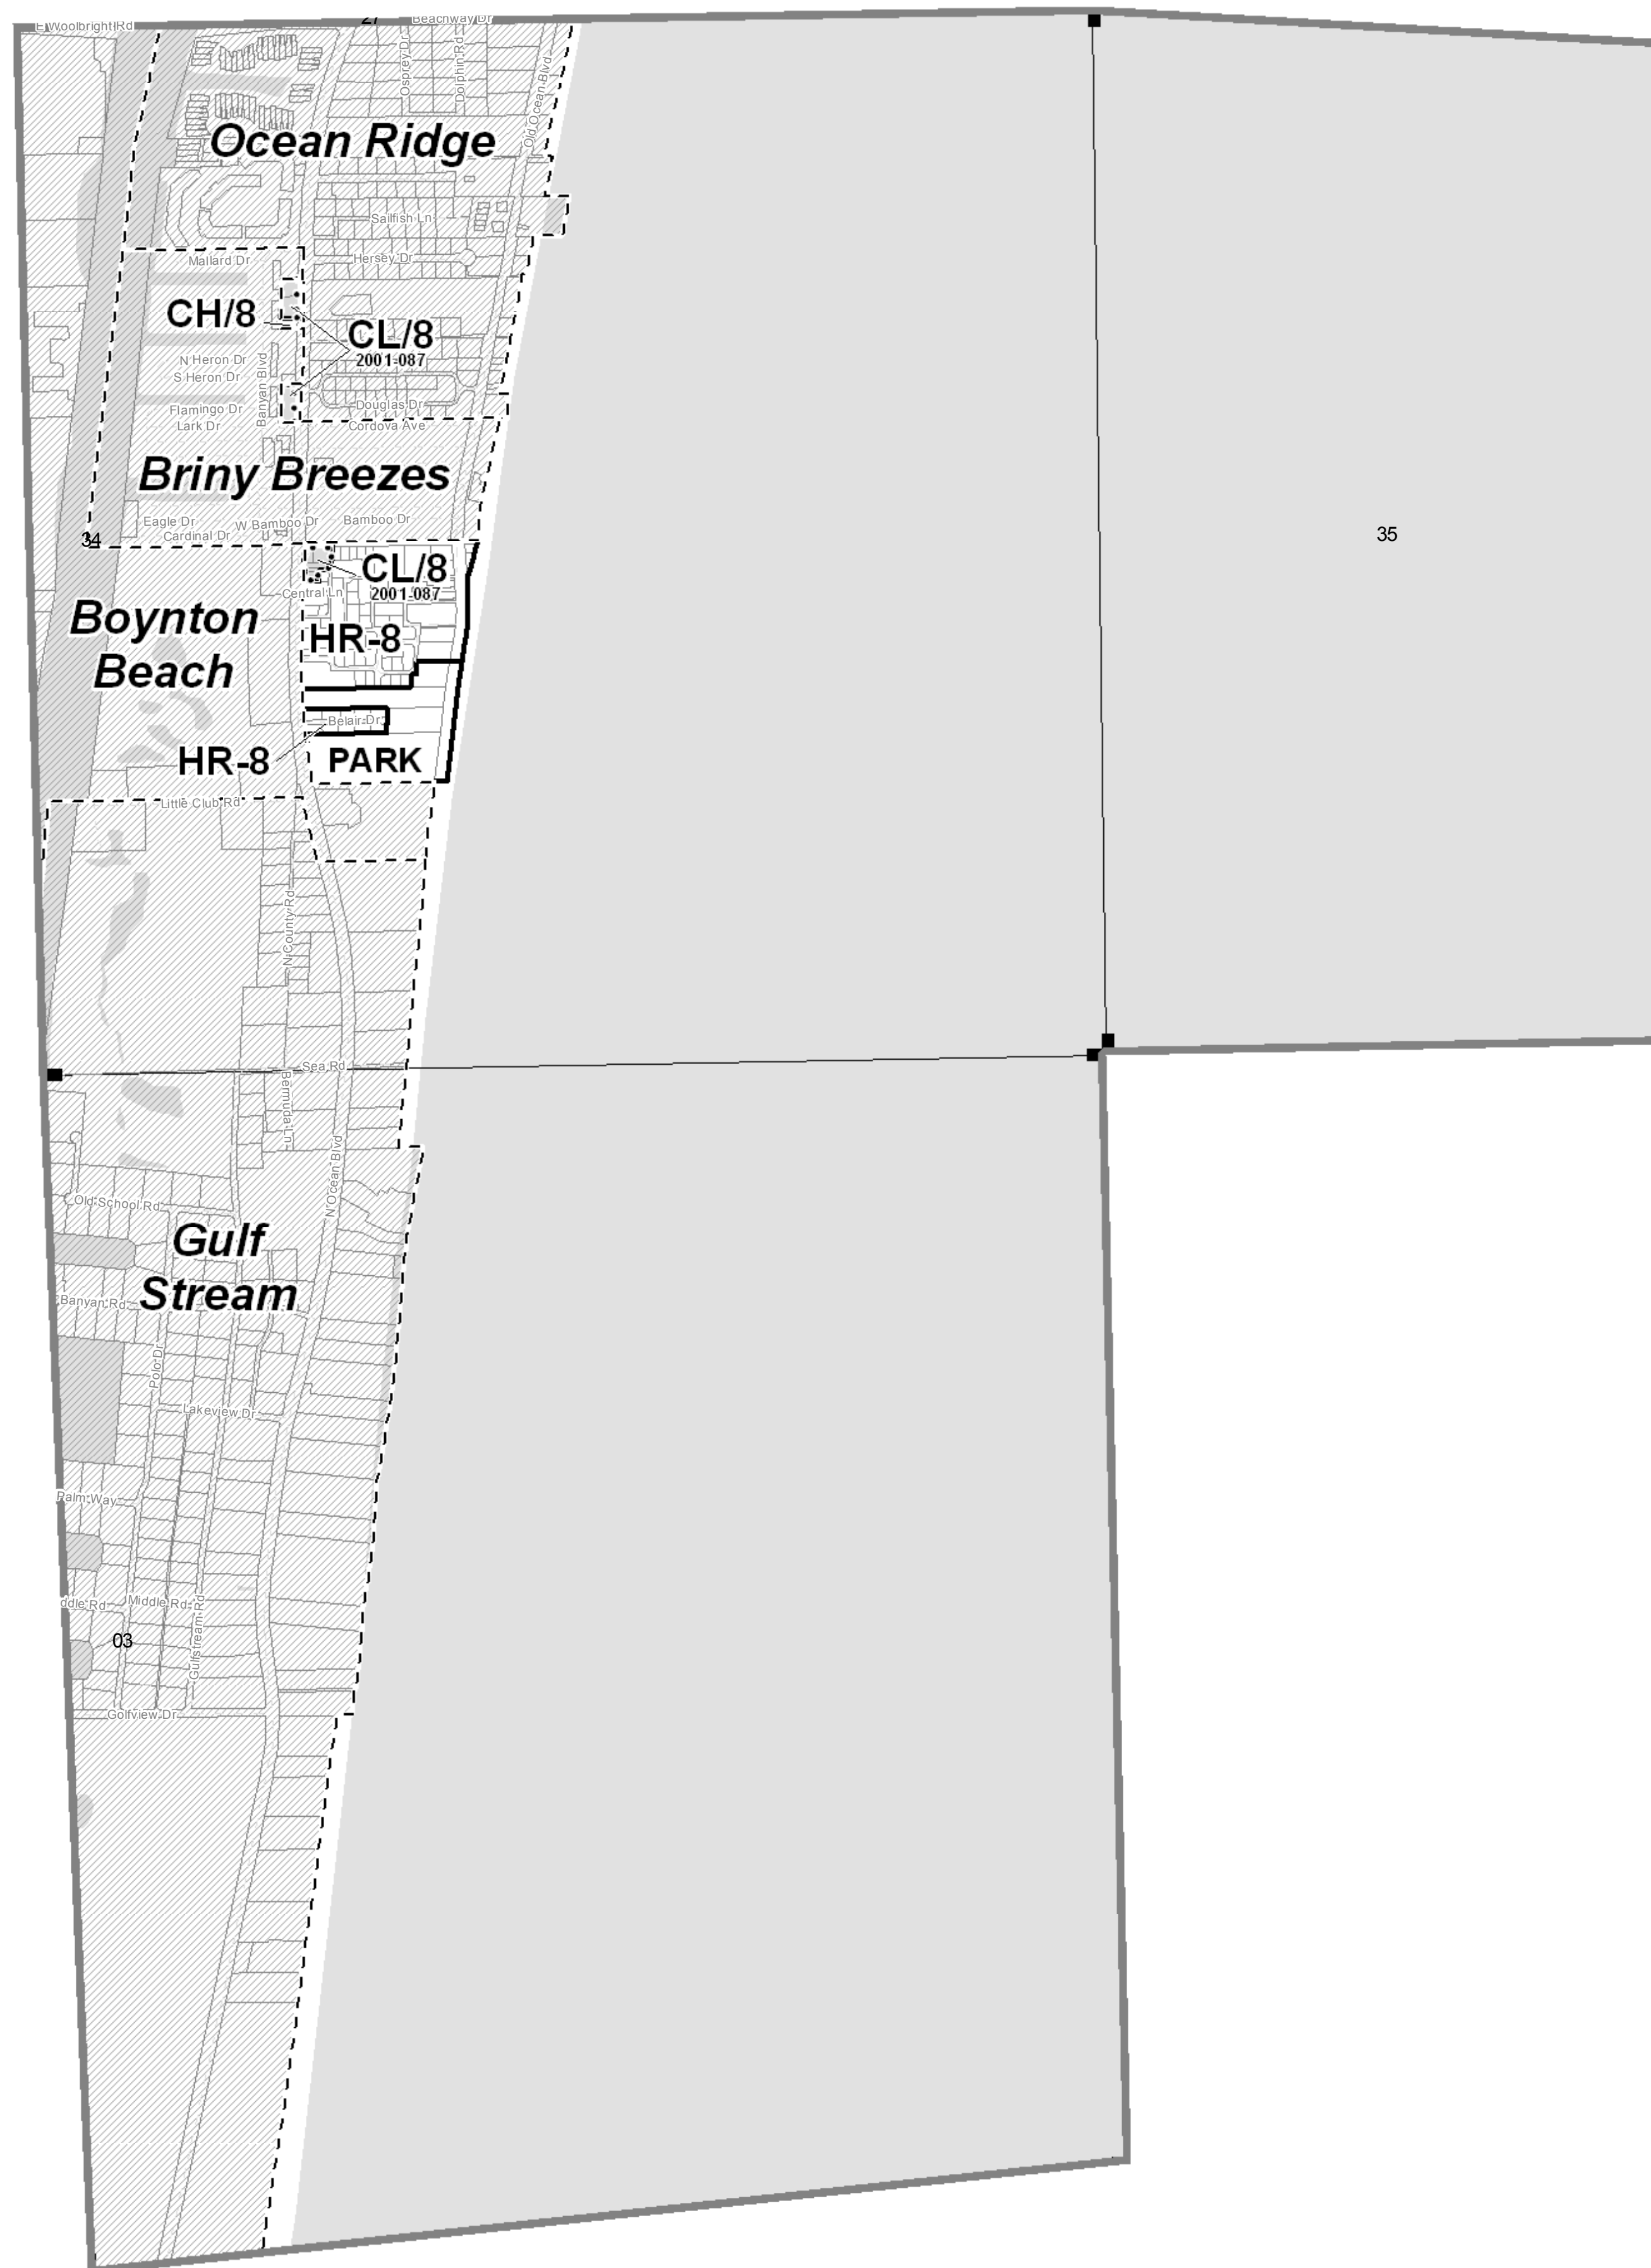 E Woolbright Rd
27
Beachway Dr
Osprey Dr
Dolphin Rd
Old Ocean Blvd
Ocean Ridge
Sailfish Ln
Mallard Dr
Hersey Dr
CH/8
CL/8
2001-087
N Heron Dr
S Heron Dr
Banyan Blvd
Flamingo Dr
Douglas Dr
Lark Dr
Cordova Ave
Briny Breezes
Eagle Dr
W Bamboo Dr
Bamboo Dr
Cardinal Dr
34
35
CL/8
2001-087
Central Ln
Boynton
Beach
HR-8
Belair Dr
HR-8
PARK
Little Club Rd
N County Rd
Sea Rd
Bermuda Ln
N Ocean Blvd
Old School Rd
Gulf
Stream
Banyan Rd
Polo Dr
Lakeview Dr
Palm Way
ddle Rd
Middle Rd
Gulfstream Rd
03
Golfview Dr